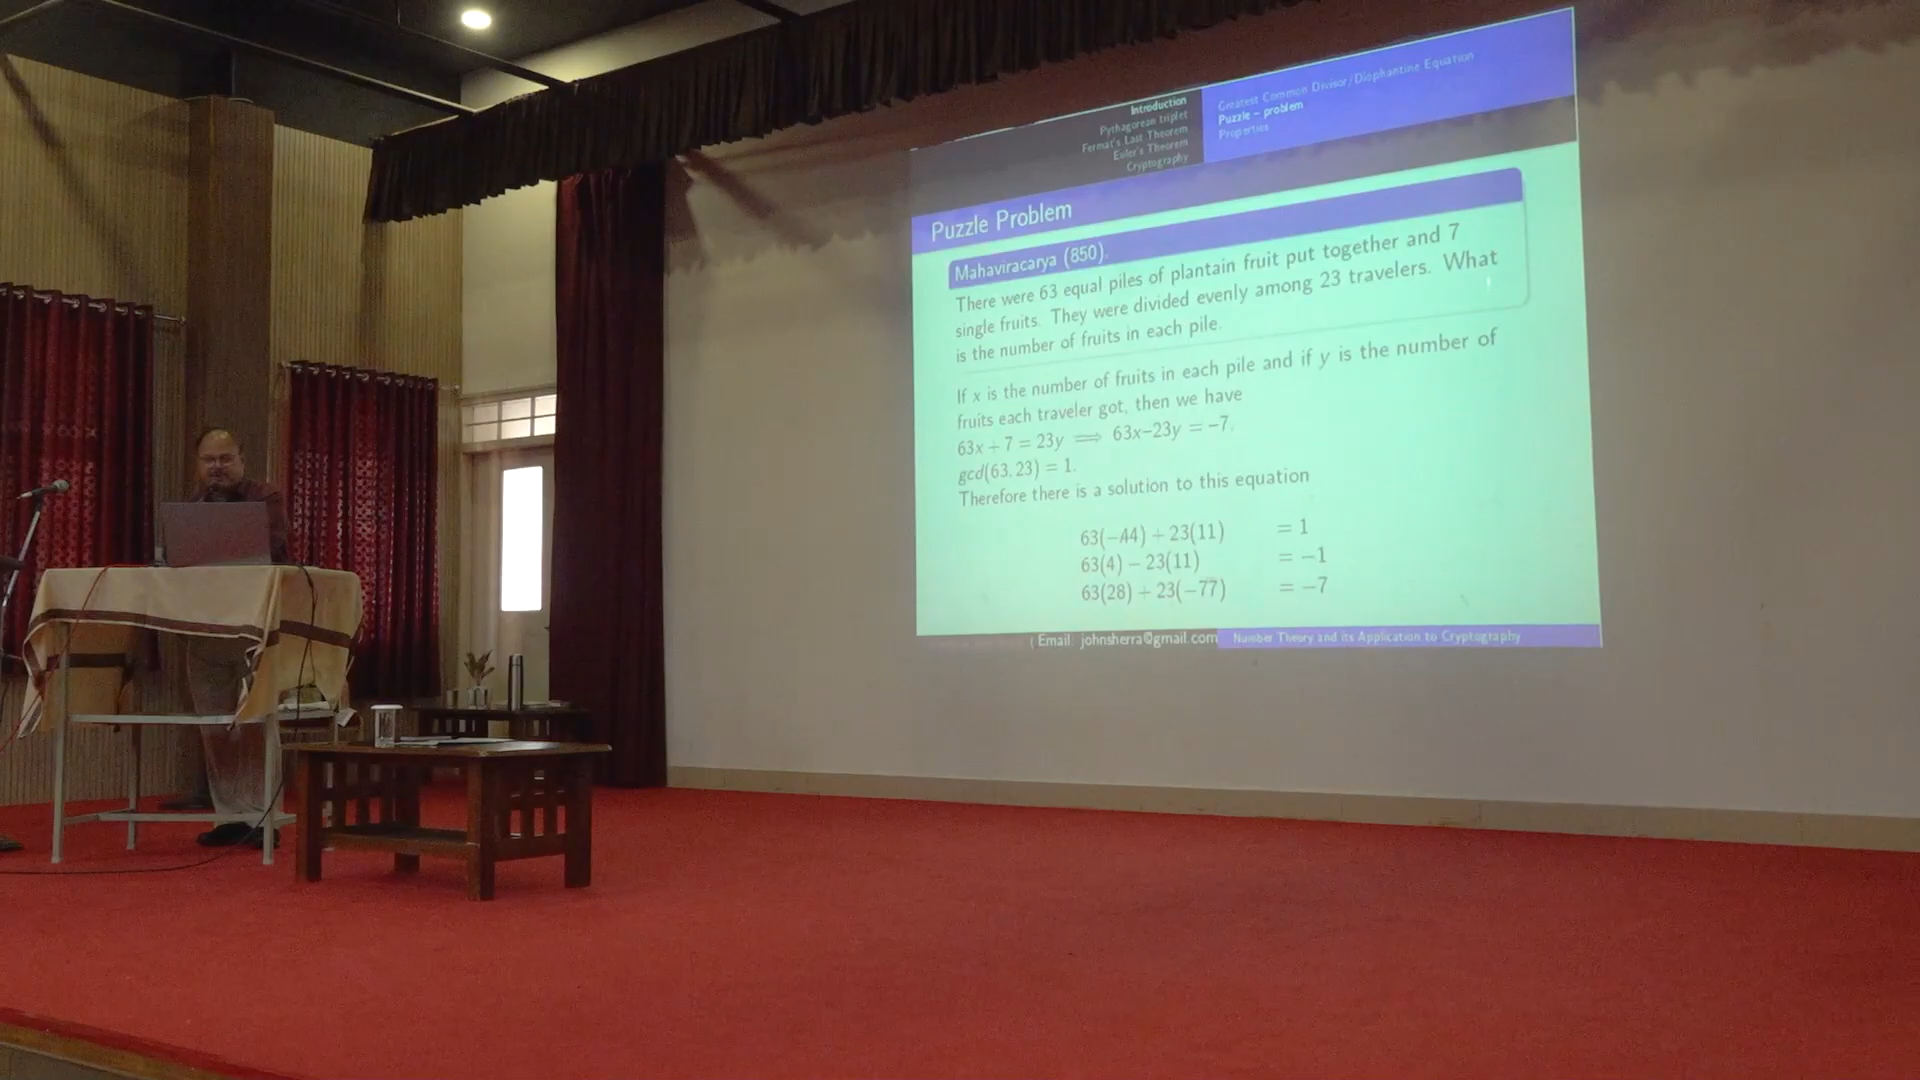 Introduction
Pythagorean triplet
Fermat's Last Theorem
Euler's Theorem
Cryptography
Greatest Common Divisor/Diophantine Equation
Puzzle – problem
Properties
Puzzle Problem
Mahaviracarya (850).
There were 63 equal piles of plantain fruit put together and 7
single fruits. They were divided evenly among 23 travelers. What
is the number of fruits in each pile.
If x is the number of fruits in each pile and if y is the number of
fruits each traveler got, then we have
63x + 7 = 23y ⟹ 63x–23y = –7.
gcd(63, 23) = 1.
Therefore there is a solution to this equation
63(−44) + 23(11) = 1
63(4) − 23(11) = −1
63(28) + 23(−77) = −7
( Email: johnsherra@gmail.com
Number Theory and its Application to Cryptography